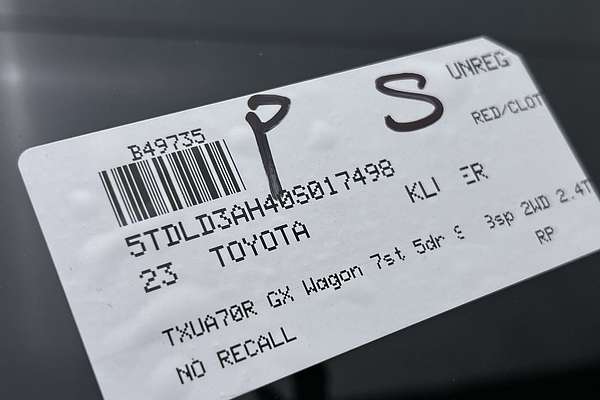 P S
UNREG
B49735
RED/CLOT
5TDLD3AH40S017498
KLI ER
23 TOYOTA
TXUA70R GX Wagon 7st 5dr S 3sp 2WD 2.4T
RP
NO RECALL